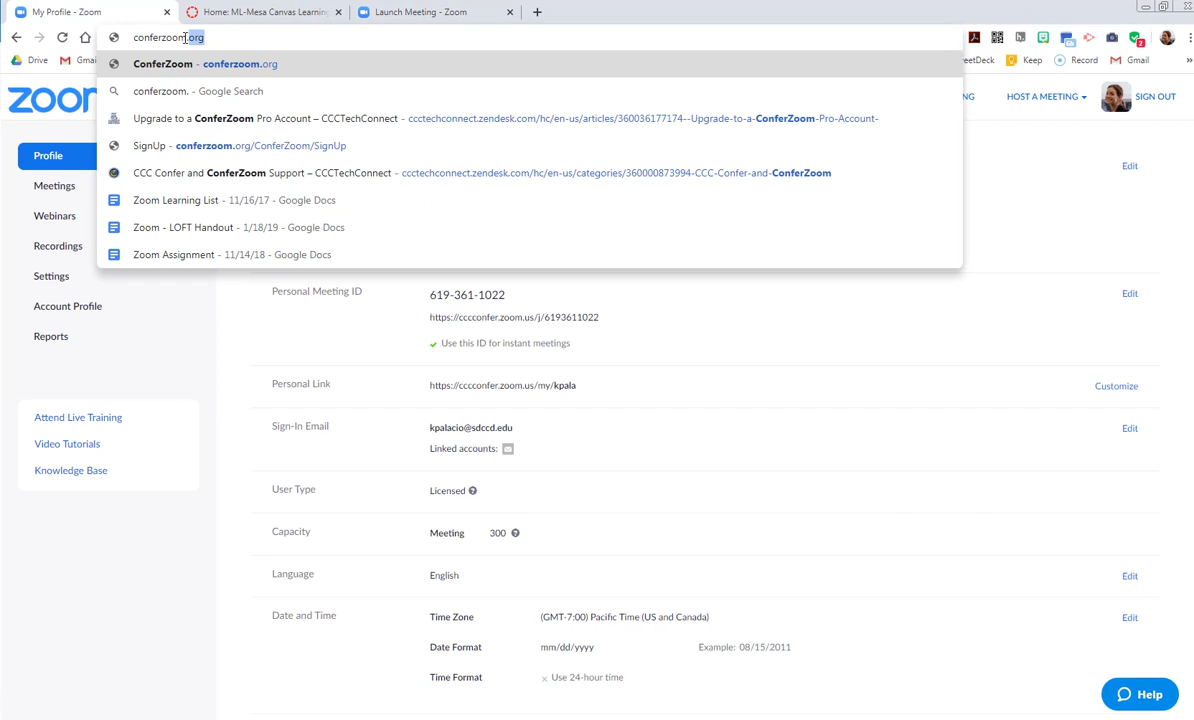 My Profile - Zoom
Home: ML-Mesa Canvas Learning
Launch Meeting - Zoom
conferzoom.org
Drive
Gmai
eetDeck
Keep
Record
Gmail
ConferZoom - conferzoom.org
conferzoom. - Google Search
Upgrade to a ConferZoom Pro Account – CCCTechConnect - ccctechconnect.zendesk.com/hc/en-us/articles/360036177174--Upgrade-to-a-ConferZoom-Pro-Account-
SignUp - conferzoom.org/ConferZoom/SignUp
CCC Confer and ConferZoom Support – CCCTechConnect - ccctechconnect.zendesk.com/hc/en-us/categories/360000873994-CCC-Confer-and-ConferZoom
Zoom Learning List - 11/16/17 - Google Docs
Zoom - LOFT Handout - 1/18/19 - Google Docs
Zoom Assignment - 11/14/18 - Google Docs
zoom
NG
HOST A MEETING
SIGN OUT
Profile
Meetings
Webinars
Recordings
Settings
Account Profile
Reports
Attend Live Training
Video Tutorials
Knowledge Base
Edit
Personal Meeting ID
619-361-1022
Edit
https://cccconfer.zoom.us/j/6193611022
Use this ID for instant meetings
Personal Link
https://cccconfer.zoom.us/my/kpala
Customize
Sign-In Email
kpalacio@sdccd.edu
Edit
Linked accounts:
User Type
Licensed
Capacity
Meeting 300
Language
English
Edit
Date and Time
Time Zone (GMT-7:00) Pacific Time (US and Canada)
Edit
Date Format mm/dd/yyyy Example: 08/15/2011
Time Format × Use 24-hour time
Help